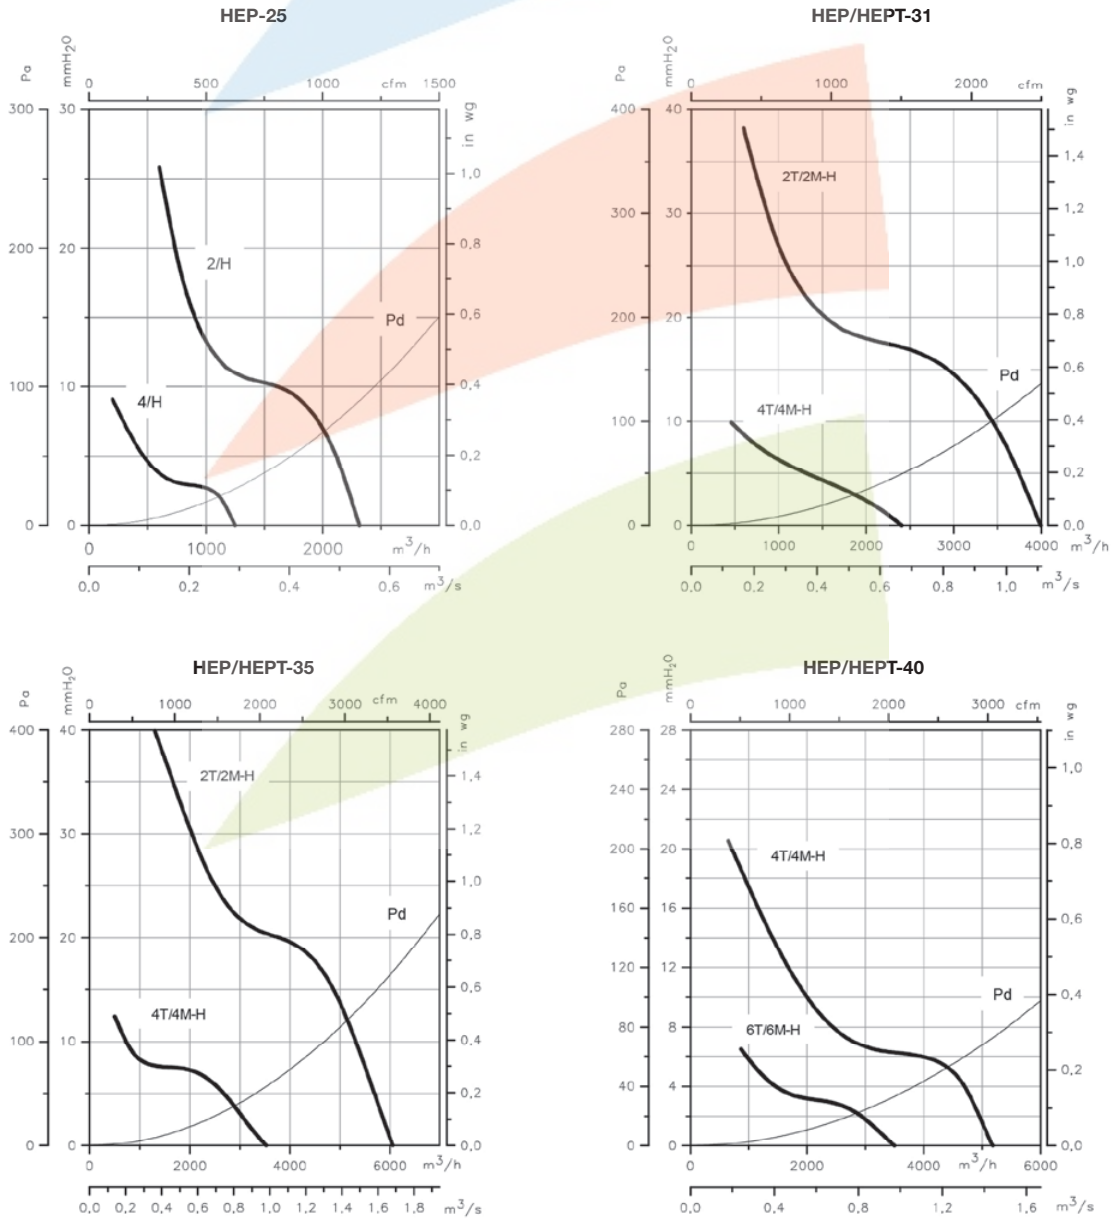 HEP-25
Pa
mmH2O
0 500 1000 cfm 1500
300 30
in wg
1,0
200 20 0,8
2/H
0,6
Pd
100 10 0,4
4/H
0,2
0 0 0,0
0 1000 2000 m³/h
0.0 0.2 0.4 0.6 m³/s
HEP/HEPT-31
Pa
mmH2O
0 1000 2000 cfm
400 40
in wg
1,4
2T/2M-H
300 30 1,2
1,0
200 20 0,8
0,6
Pd
4T/4M-H
100 10 0,4
0,2
0 0 0,0
0 1000 2000 3000 4000 m³/h
0.0 0.2 0.4 0.6 0.8 1.0 m³/s
HEP/HEPT-35
Pa
mmH2O
0 1000 2000 3000 cfm 4000
400 40
in wg
2T/2M-H
1,4
300 30 1,2
1,0
Pd
200 20 0,8
0,6
4T/4M-H
100 10 0,4
0,2
0 0 0,0
0 2000 4000 6000 m³/h
0.0 0.2 0.4 0.6 0.8 1.0 1.2 1.4 1.6 1.8 m³/s
HEP/HEPT-40
Pa
mmH2O
0 1000 2000 3000 cfm
280 28
in wg
1,0
240 24
200 20 0,8
4T/4M-H
160 16 0,6
120 12
Pd
0,4
80 8
6T/6M-H
0,2
40 4
0 0 0,0
0 2000 4000 m³/h 6000
0.0 0.4 0.8 1.2 1.6 m³/s